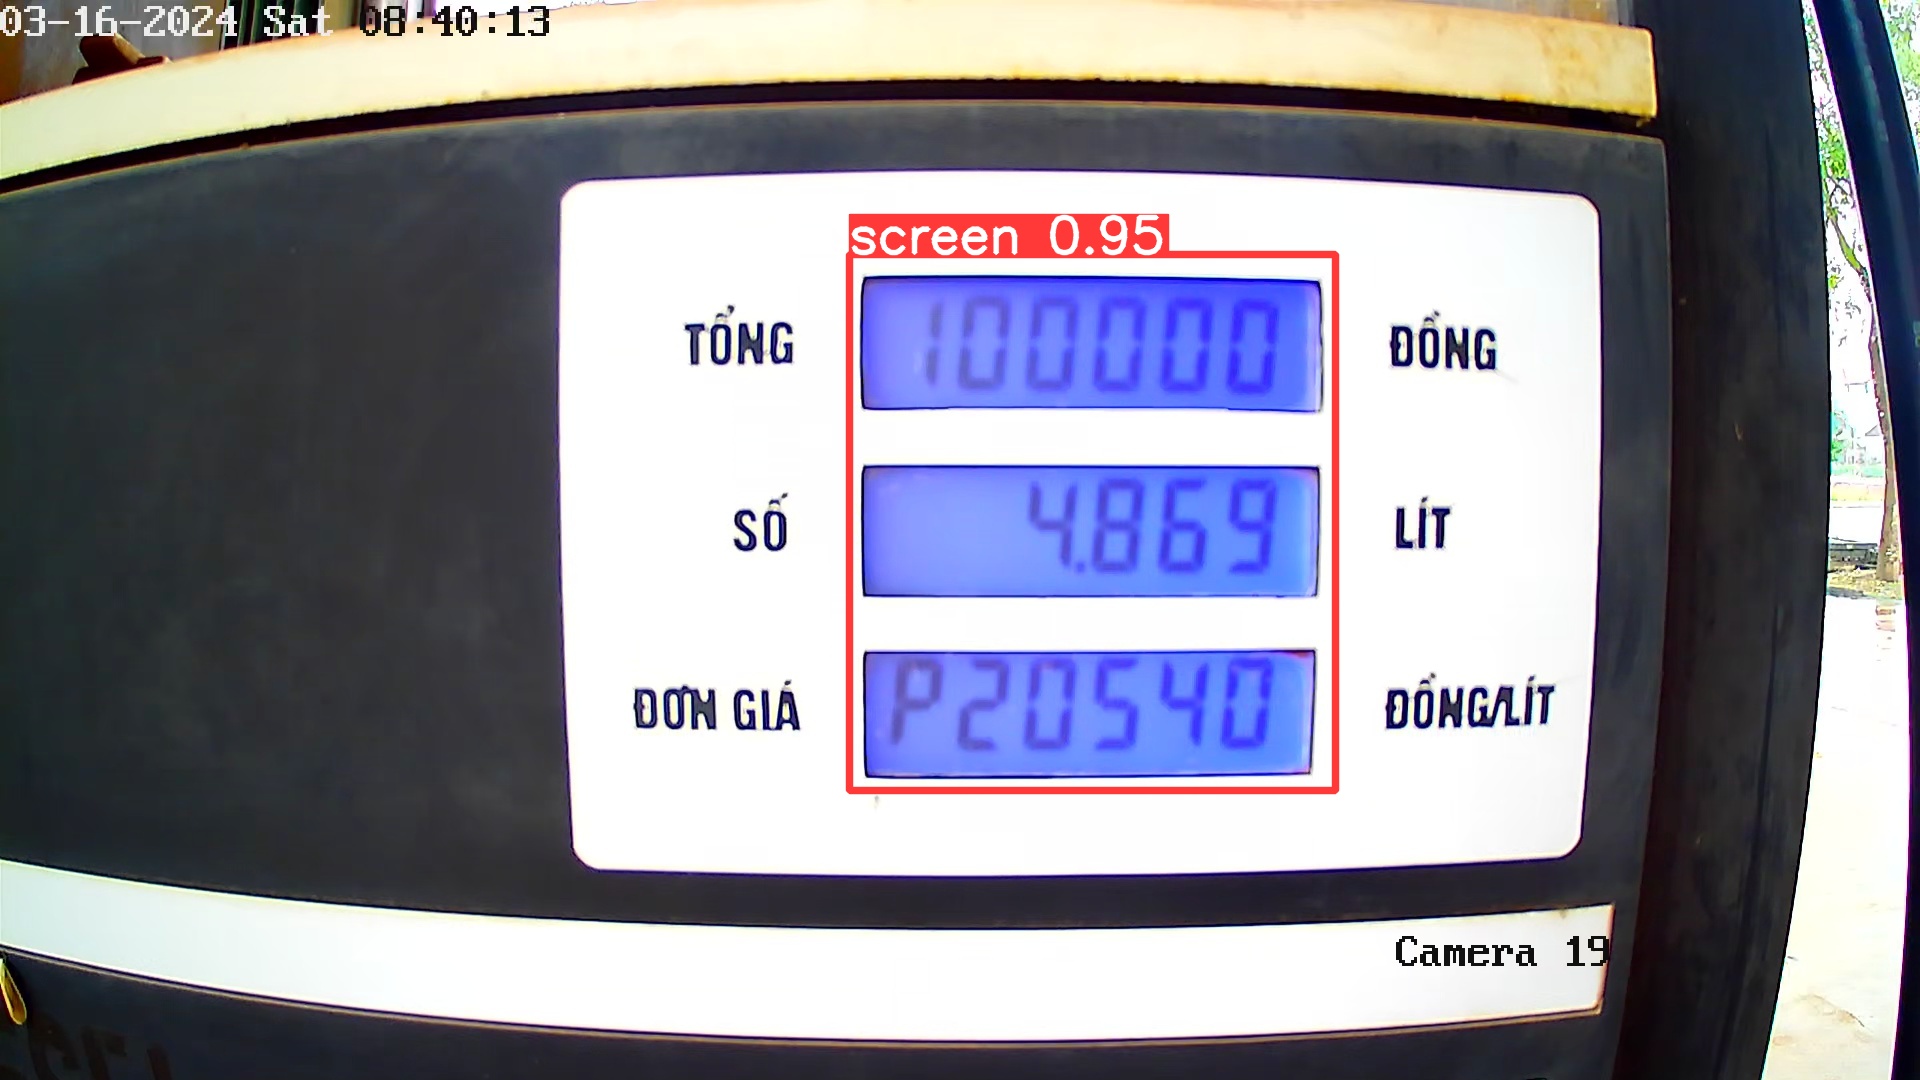 03-16-2024 Sat 08:40:13
screen 0.95
TỔNG 100000 ĐỒNG
SỐ 4.869 LÍT
ĐƠN GIÁ P20540 ĐỒNG/LÍT
Camera 19